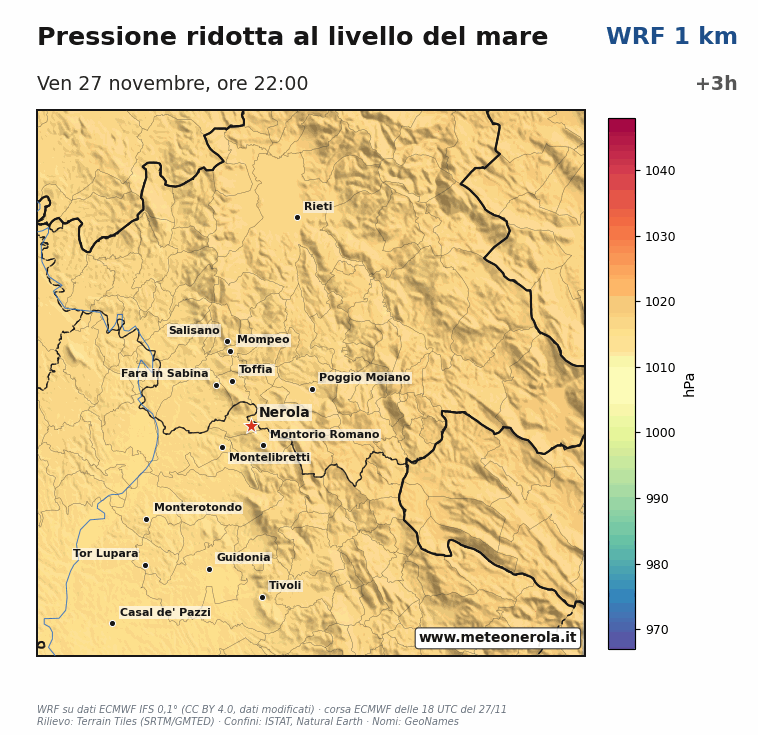 Pressione ridotta al livello del mare
WRF 1 km
Ven 27 novembre, ore 22:00
+3h
Rieti
Salisano
Mompeo
Toffia
Fara in Sabina
Poggio Moiano
Nerola
Montorio Romano
Montelibretti
Monterotondo
Tor Lupara
Guidonia
Tivoli
Casal de' Pazzi
www.meteonerola.it
1040
1030
1020
1010
1000
990
980
970
hPa
WRF su dati ECMWF IFS 0,1° (CC BY 4.0, dati modificati) · corsa ECMWF delle 18 UTC del 27/11
Rilievo: Terrain Tiles (SRTM/GMTED) · Confini: ISTAT, Natural Earth · Nomi: GeoNames